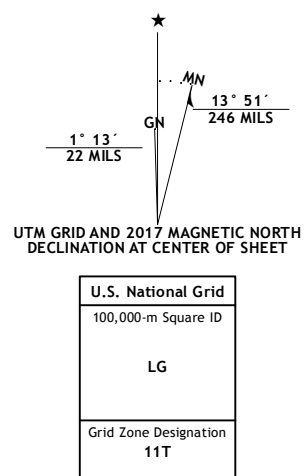 ★
MN
13° 51´
246 MILS
GN
1° 13´
22 MILS
UTM GRID AND 2017 MAGNETIC NORTH
DECLINATION AT CENTER OF SHEET
U.S. National Grid
100,000-m Square ID
LG
Grid Zone Designation
11T